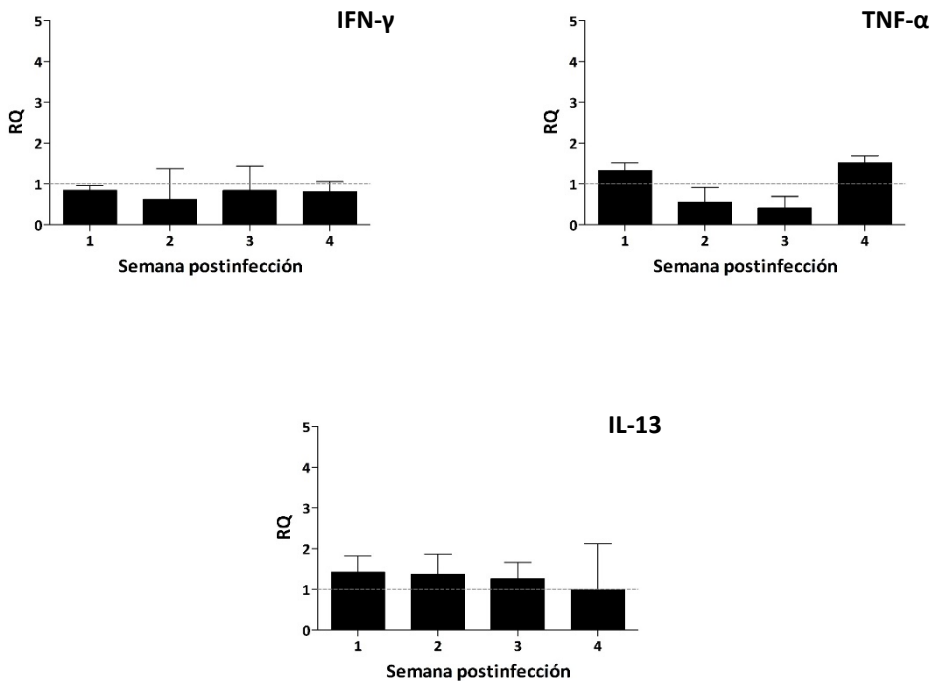 IFN-γ
5
4
3
2
1
0
RQ
1 2 3 4
Semana postinfección
TNF-α
5
4
3
2
1
0
RQ
1 2 3 4
Semana postinfección
IL-13
5
4
3
2
1
0
RQ
1 2 3 4
Semana postinfección